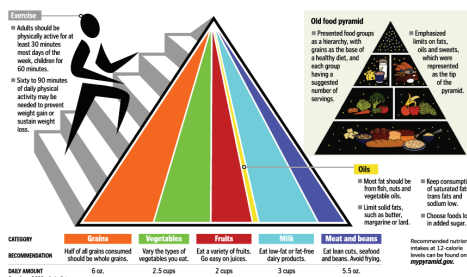 Exercise
■ Adults should be
physically active for at
least 30 minutes
most days of the
week, children for
60 minutes.
■ Sixty to 90 minutes
of daily physical
activity may be
needed to prevent
weight gain or
sustain weight
loss.
Old food pyramid
■ Presented food groups
as a hierarchy, with
grains as the base of
a healthy diet, and
each group
having a
suggested
number of
servings.
■ Emphasized
limits on fats,
oils and sweets,
which were
represented
as the tip
of the
pyramid.
Oils
■ Most fat should be
from fish, nuts and
vegetable oils.
■ Limit solid fats,
such as butter,
margarine or lard.
■ Keep consumpti
of saturated fat
trans fats and
sodium low.
■ Choose foods lo
in added sugar.
CATEGORY Grains Vegetables Fruits Milk Meat and beans
RECOMMENDATION Half of all grains consumed
should be whole grains.
Vary the types of
vegetables you eat.
Eat a variety of fruits.
Go easy on juices.
Eat low-fat or fat-free
dairy products.
Eat lean cuts, seafood
and beans. Avoid frying.
DAILY AMOUNT 6 oz. 2.5 cups 2 cups 3 cups 5.5 oz.
Recommended nutrier
intakes at 12-calorie
levels can be found on
mypyramid.gov.